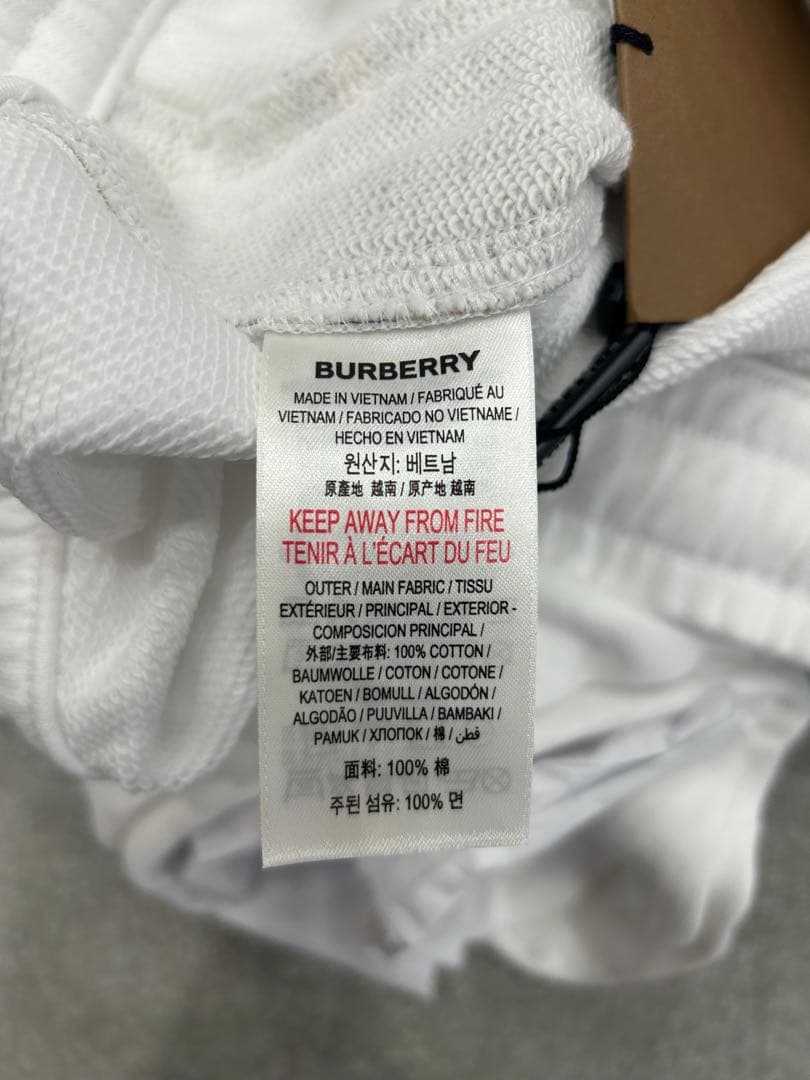 BURBERRY
MADE IN VIETNAM / FABRIQUÉ AU
VIETNAM / FABRICADO NO VIETNAME /
HECHO EN VIETNAM
원산지: 베트남
原產地 越南 / 原产地 越南
KEEP AWAY FROM FIRE
TENIR À L'ÉCART DU FEU
OUTER / MAIN FABRIC / TISSU
EXTÉRIEUR / PRINCIPAL / EXTERIOR -
COMPOSICION PRINCIPAL /
外部/主要布料: 100% COTTON /
BAUMWOLLE / COTON / COTONE /
KATOEN / BOMULL / ALGODÓN /
ALGODÃO / PUUVILLA / BAMBAKI /
PAMUK / ХЛОПОК / 棉 / قطن
面料: 100% 棉
주된 섬유: 100% 면